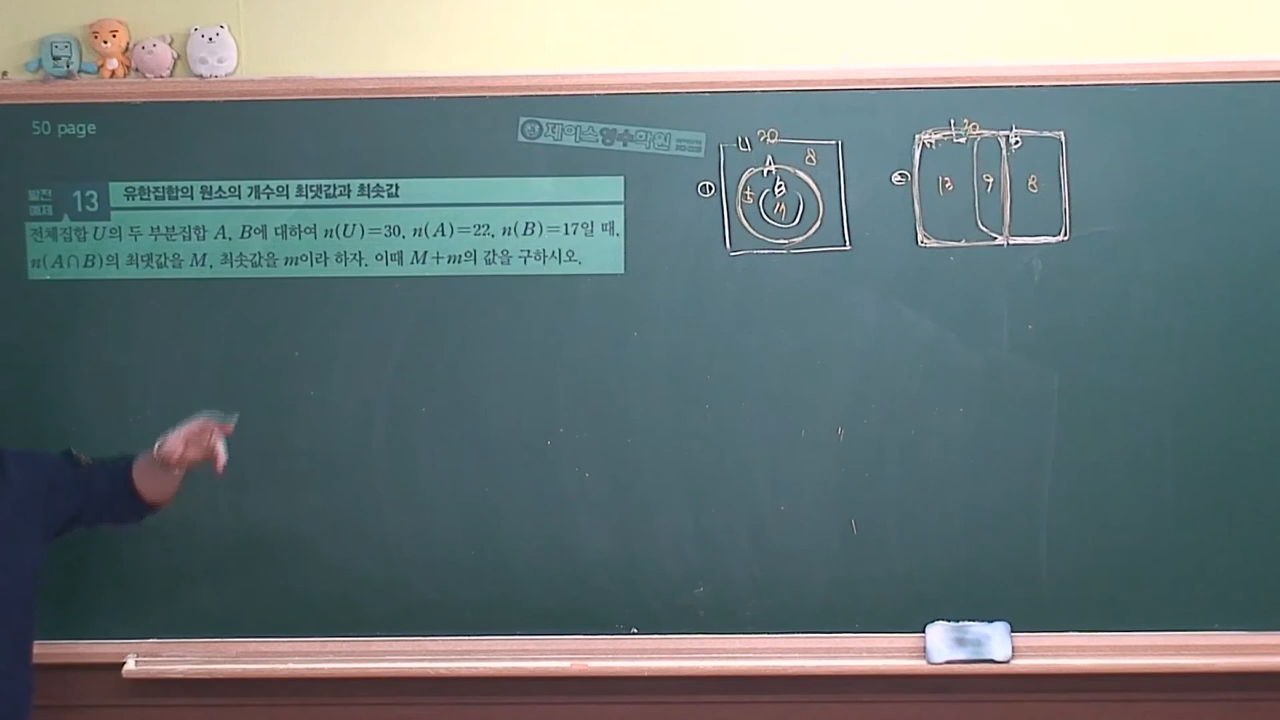 50 page
제이스영수학원
발전 예제 13 유한집합의 원소의 개수의 최댓값과 최솟값
전체집합 U의 두 부분집합 A, B에 대하여 n(U)=30, n(A)=22, n(B)=17일 때,
n(A∩B)의 최댓값을 M, 최솟값을 m이라 하자. 이때 M+m의 값을 구하시오.
① U 30
A 8
5 B
17
② U 30 B
13 9 8